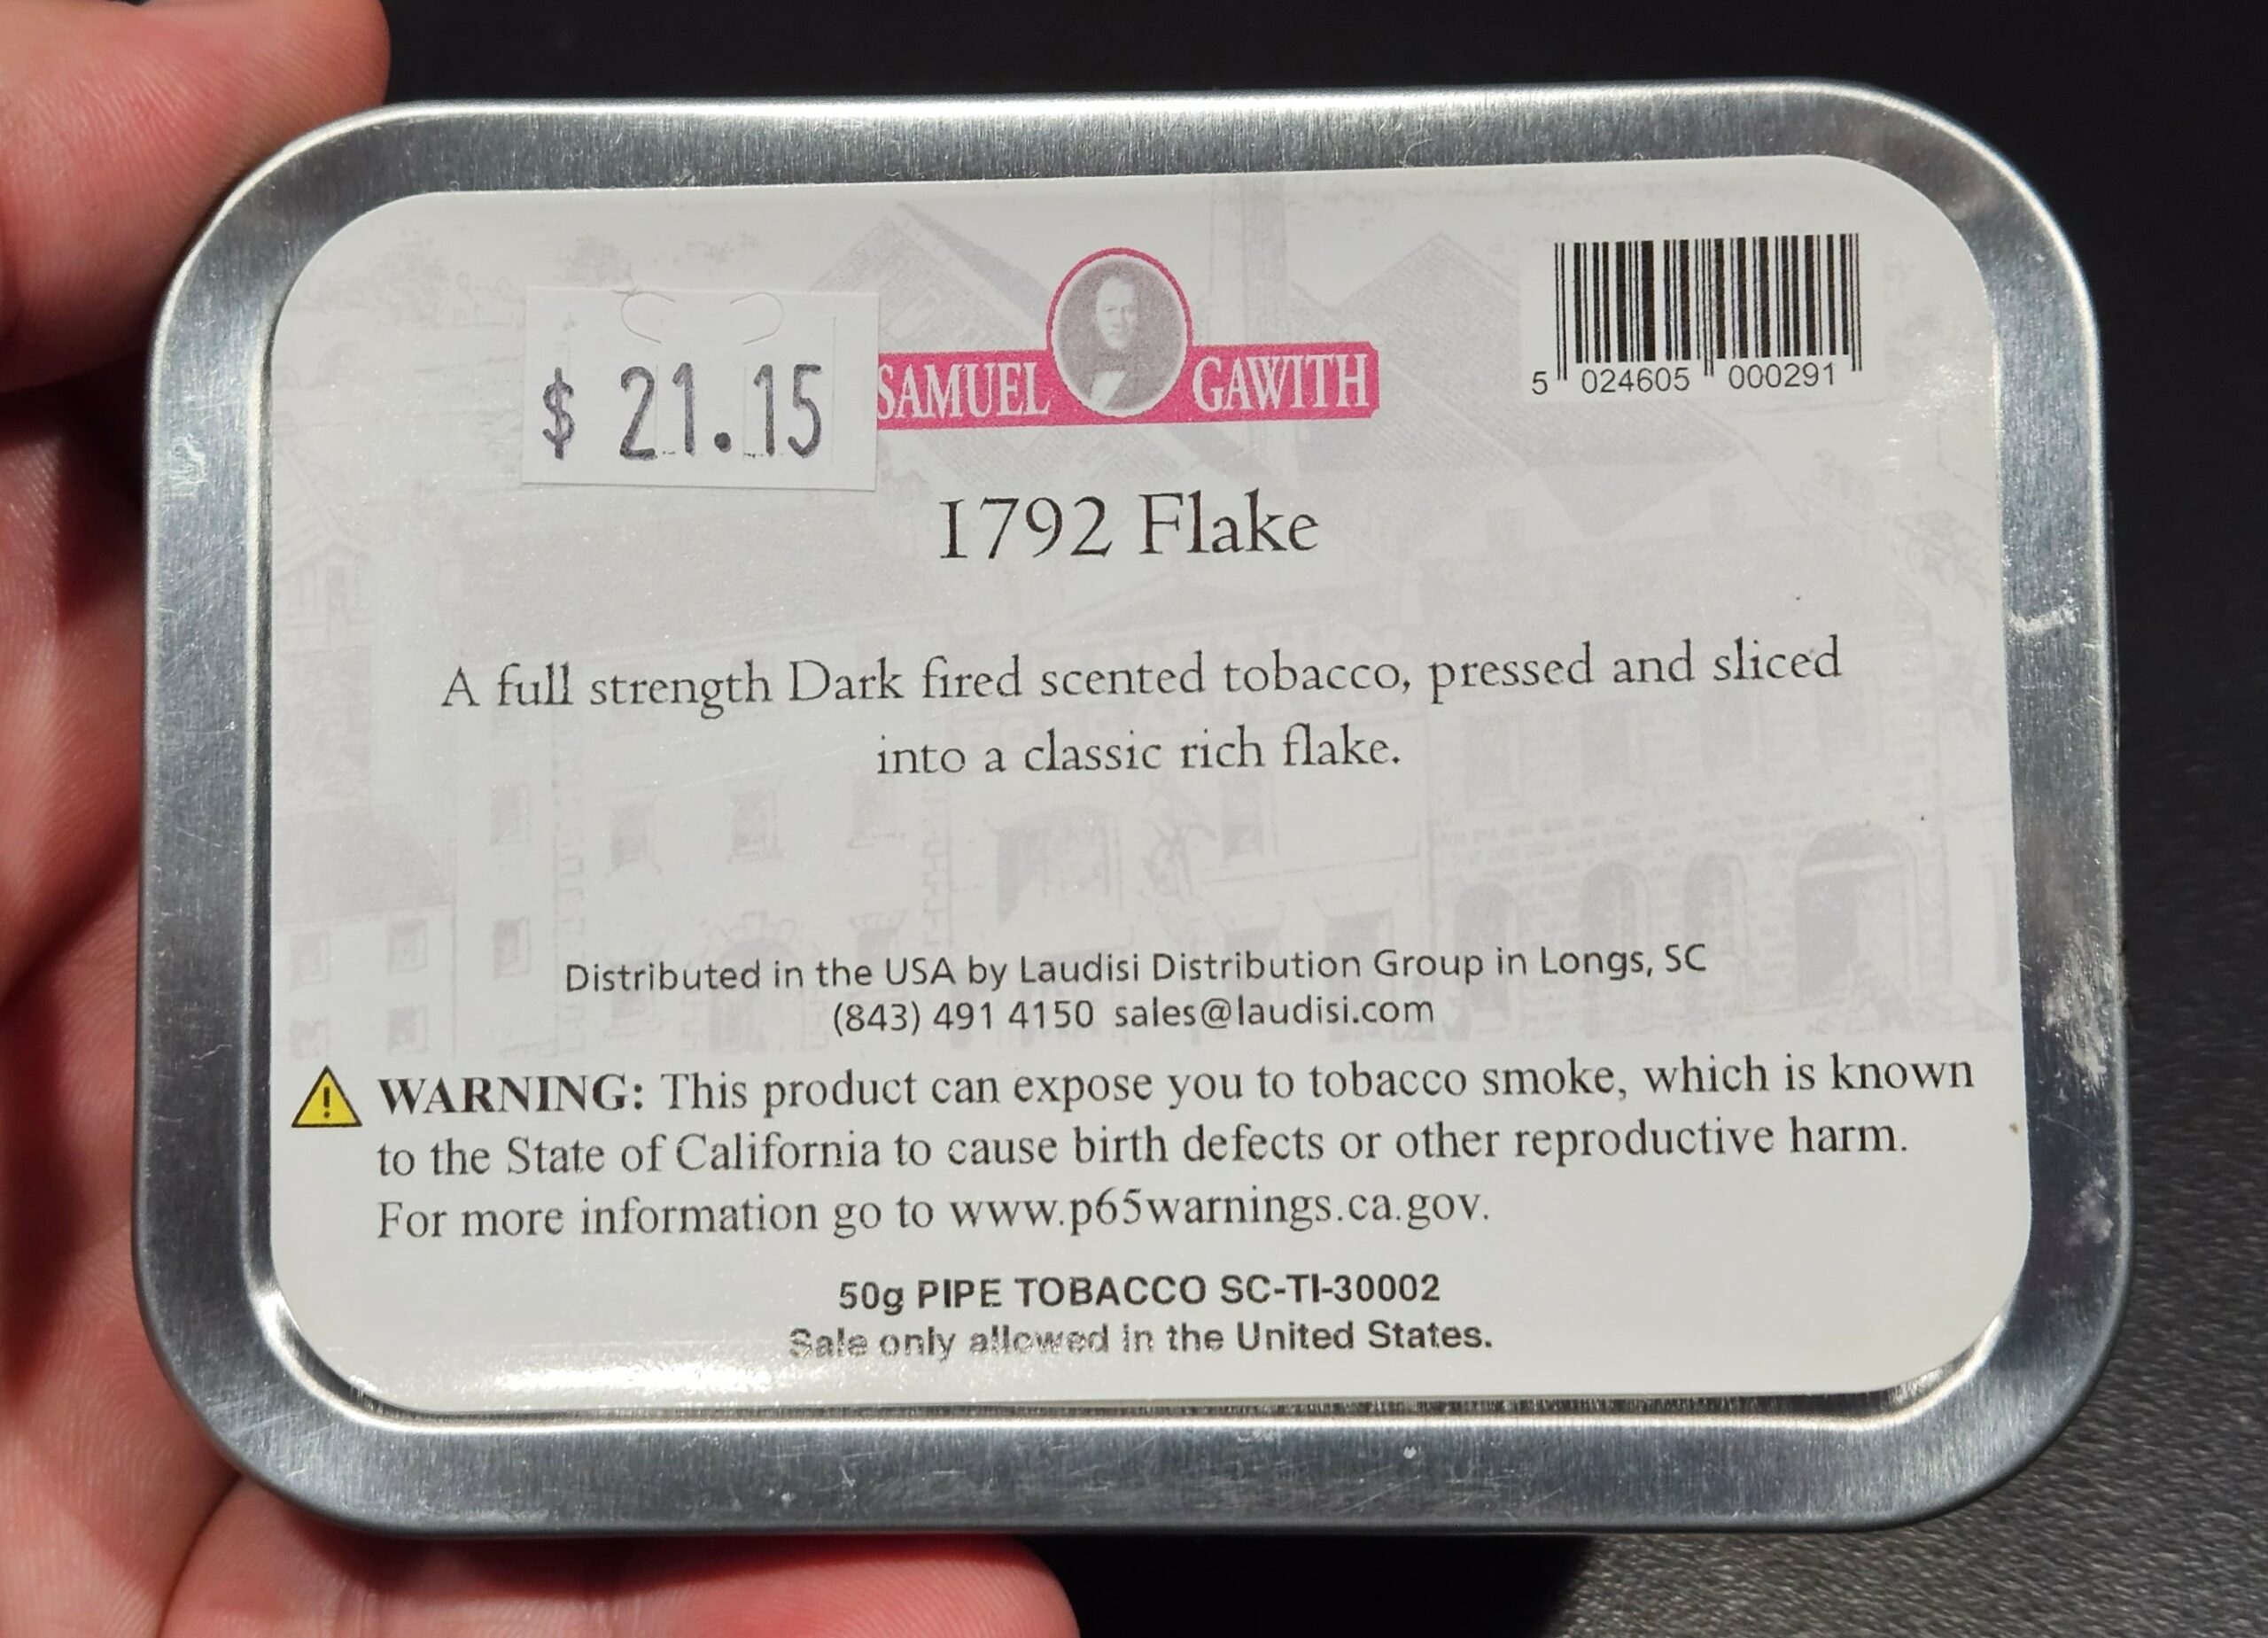 $ 21.15
SAMUEL GAWITH
5 024605 000291
1792 Flake
A full strength Dark fired scented tobacco, pressed and sliced
into a classic rich flake.
Distributed in the USA by Laudisi Distribution Group in Longs, SC
(843) 491 4150 sales@laudisi.com
WARNING: This product can expose you to tobacco smoke, which is known
to the State of California to cause birth defects or other reproductive harm.
For more information go to www.p65warnings.ca.gov.
50g PIPE TOBACCO SC-TI-30002
Sale only allowed in the United States.